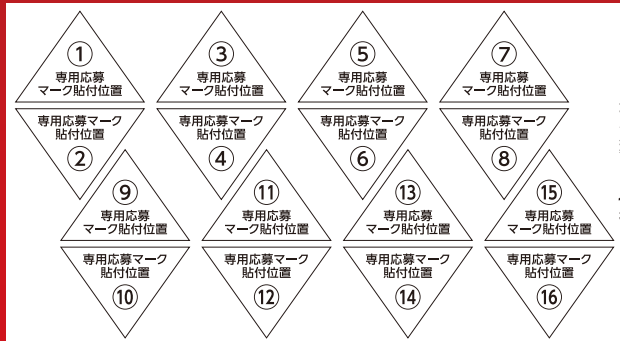 ①
専用応募
マーク貼付位置
専用応募マーク
貼付位置
②
③
専用応募
マーク貼付位置
専用応募マーク
貼付位置
④
⑤
専用応募
マーク貼付位置
専用応募マーク
貼付位置
⑥
⑦
専用応募
マーク貼付位置
専用応募マーク
貼付位置
⑧
⑨
専用応募
マーク貼付位置
専用応募マーク
貼付位置
⑩
⑪
専用応募
マーク貼付位置
専用応募マーク
貼付位置
⑫
⑬
専用応募
マーク貼付位置
専用応募マーク
貼付位置
⑭
⑮
専用応募
マーク貼付位置
専用応募マーク
貼付位置
⑯